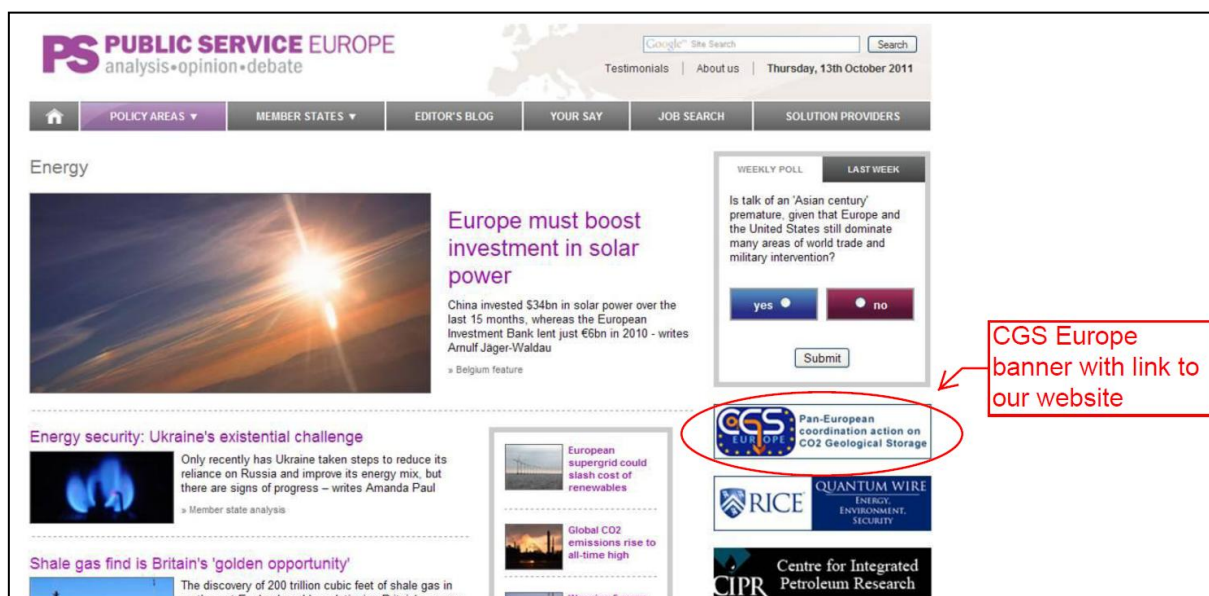 PS PUBLIC SERVICE EUROPE
analysis•opinion•debate
Google™ Site Search
Search
Testimonials | About us | Thursday, 13th October 2011
POLICY AREAS ▼
MEMBER STATES ▼
EDITOR'S BLOG
YOUR SAY
JOB SEARCH
SOLUTION PROVIDERS
Energy
Europe must boost
investment in solar
power
China invested $34bn in solar power over the
last 15 months, whereas the European
Investment Bank lent just €6bn in 2010 - writes
Arnulf Jäger-Waldau
» Belgium feature
WEEKLY POLL
LAST WEEK
Is talk of an 'Asian century'
premature, given that Europe and
the United States still dominate
many areas of world trade and
military intervention?
yes
no
Submit
CGS Europe
banner with link to
our website
CGS
EUROPE
Pan-European
coordination action on
CO2 Geological Storage
Energy security: Ukraine's existential challenge
Only recently has Ukraine taken steps to reduce its
reliance on Russia and improve its energy mix, but
there are signs of progress – writes Amanda Paul
» Member state analysis
European
supergrid could
slash cost of
renewables
RICE
QUANTUM WIRE
ENERGY,
ENVIRONMENT,
SECURITY
Global CO2
emissions rise to
all-time high
Shale gas find is Britain's 'golden opportunity'
The discovery of 200 trillion cubic feet of shale gas in
CIPR
Centre for Integrated
Petroleum Research